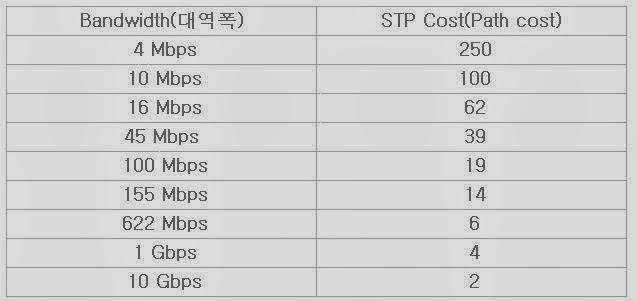 Bandwidth(대역폭) STP Cost(Path cost)
4 Mbps 250
10 Mbps 100
16 Mbps 62
45 Mbps 39
100 Mbps 19
155 Mbps 14
622 Mbps 6
1 Gbps 4
10 Gbps 2